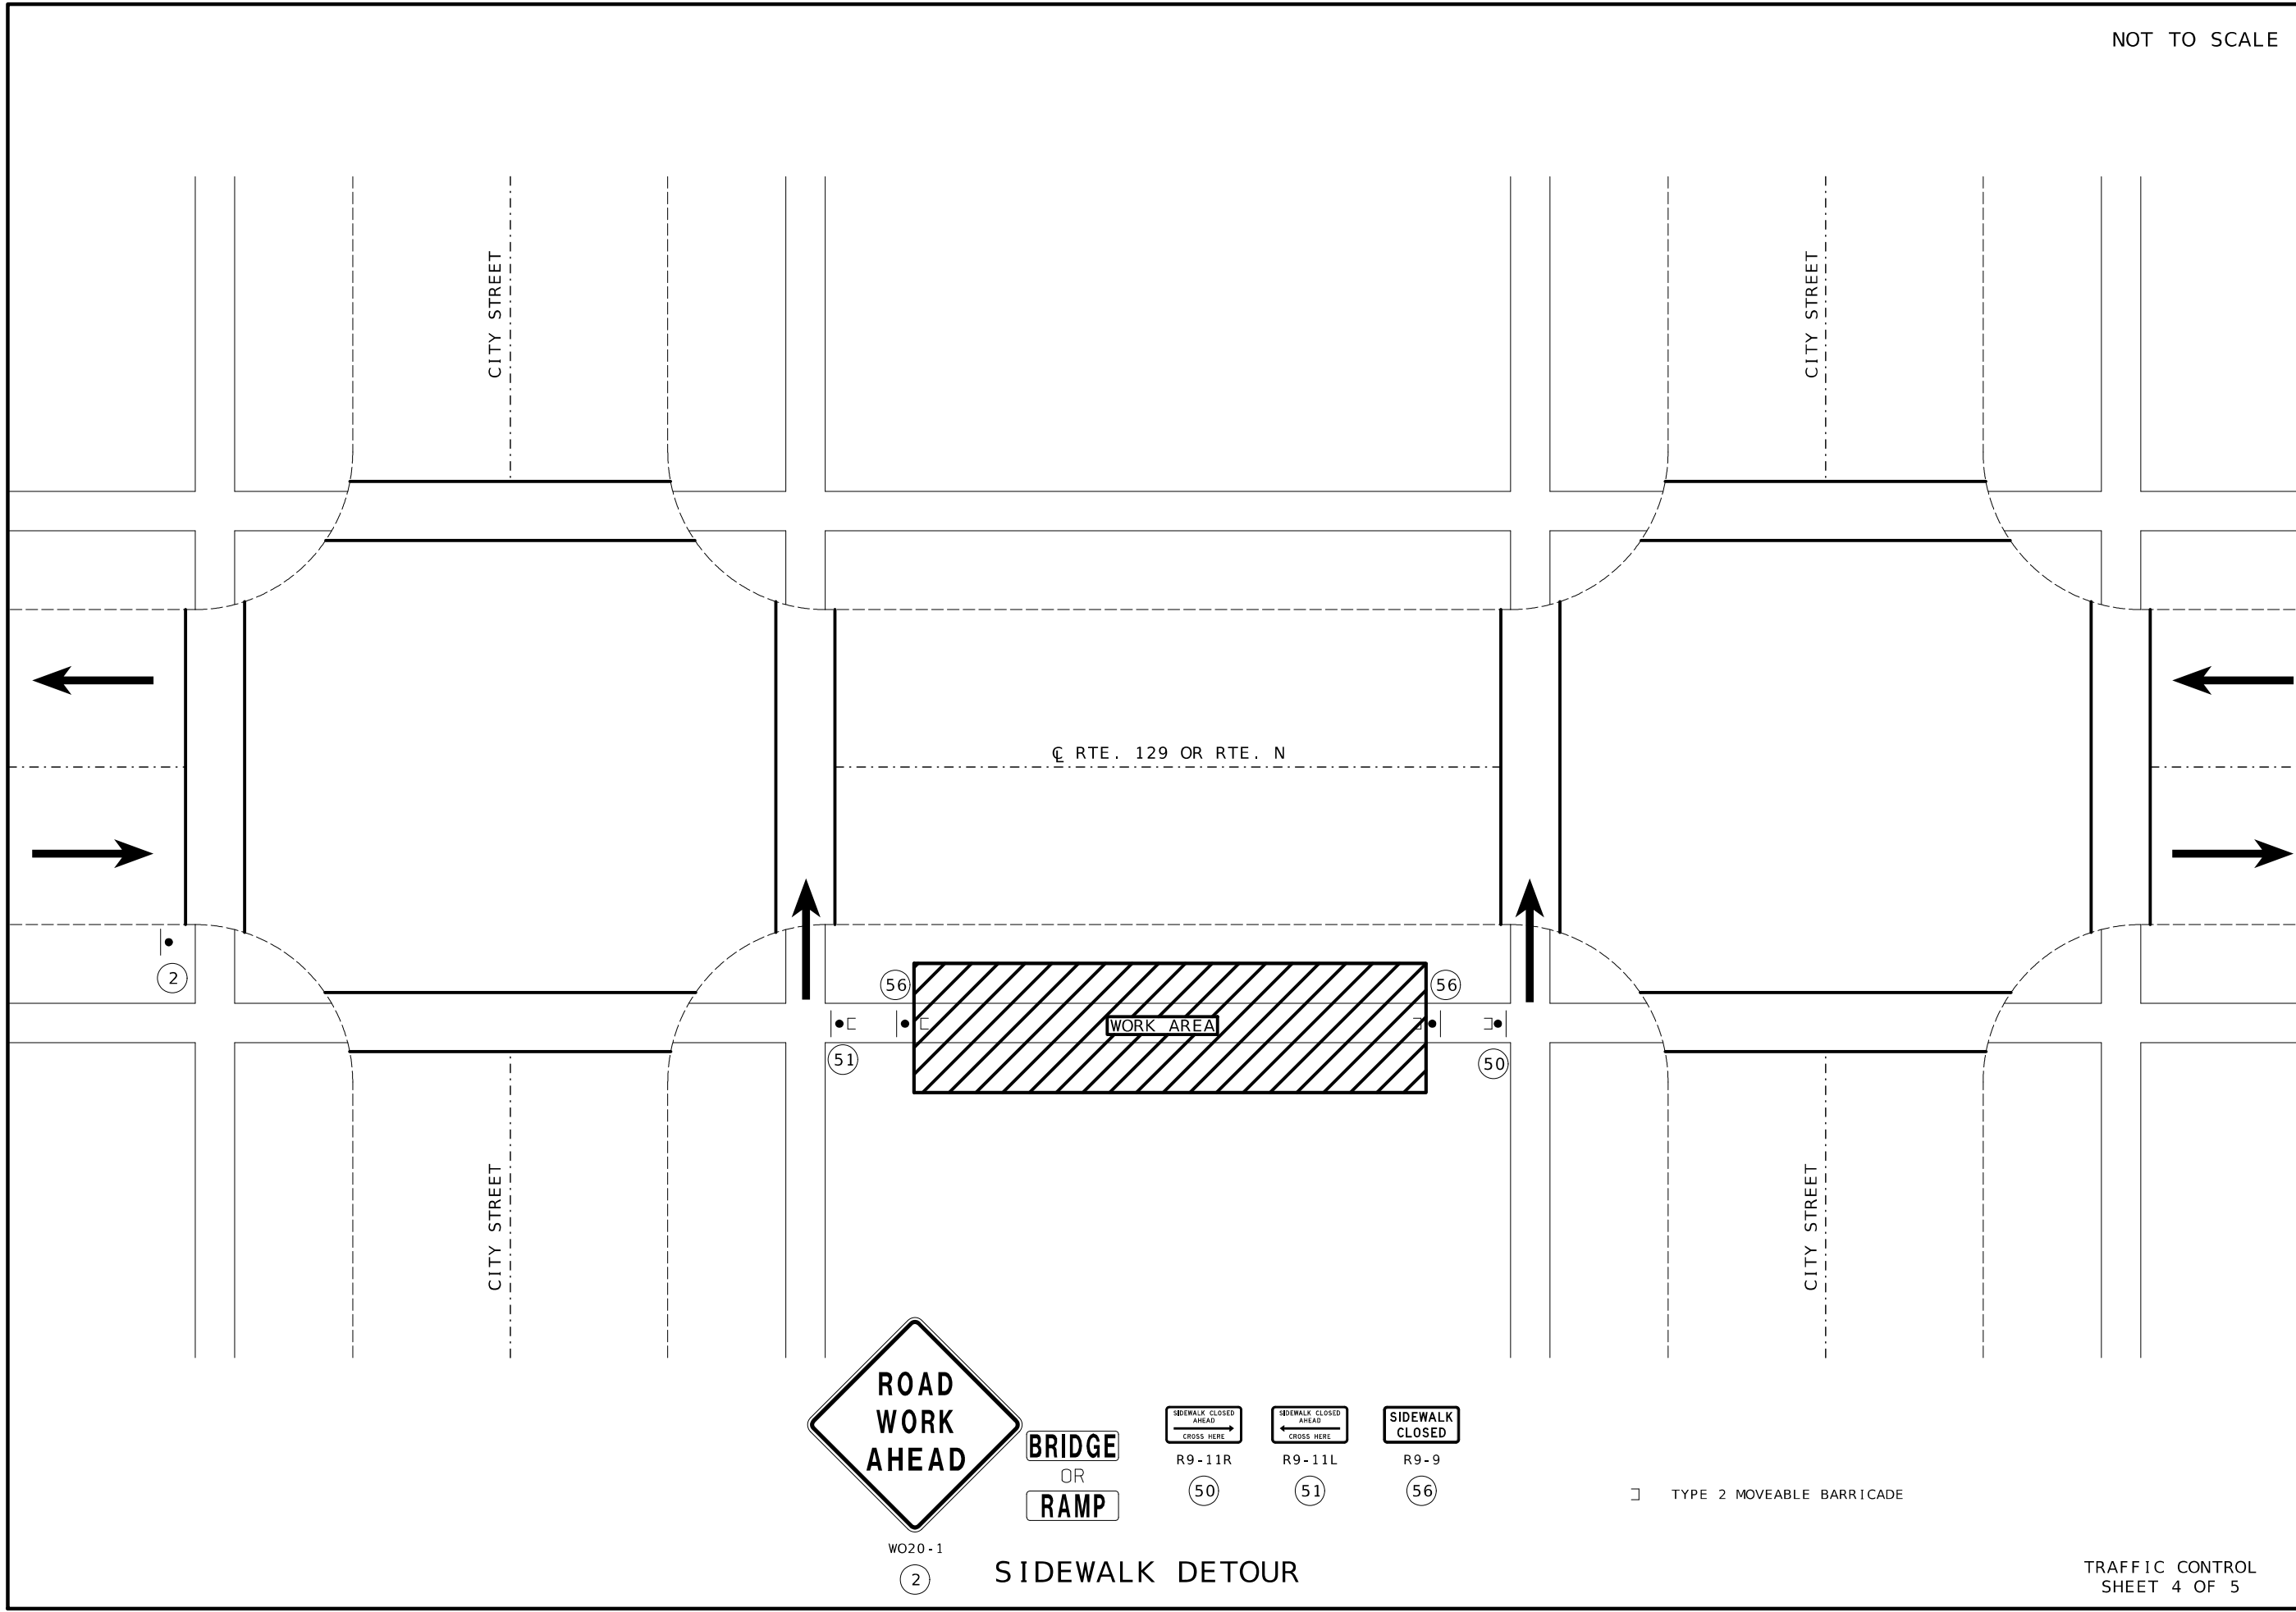 NOT TO SCALE
CITY STREET
CITY STREET
℄ RTE. 129 OR RTE. N
2
56
56
WORK AREA
51
50
CITY STREET
CITY STREET
ROAD
WORK
AHEAD
BRIDGE
OR
RAMP
WO20-1
2
SIDEWALK CLOSED
AHEAD
CROSS HERE
R9-11R
50
SIDEWALK CLOSED
AHEAD
CROSS HERE
R9-11L
51
SIDEWALK
CLOSED
R9-9
56
TYPE 2 MOVEABLE BARRICADE
SIDEWALK DETOUR
TRAFFIC CONTROL
SHEET 4 OF 5